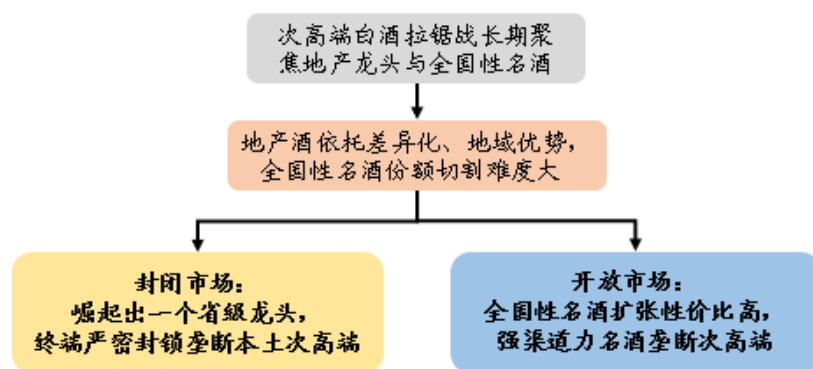 次高端白酒拉锯战长期聚
焦地产龙头与全国性名酒
地产酒依托差异化、地域优势，
全国性名酒份额切割难度大
封闭市场：
崛起出一个省级龙头，
终端严密封锁垄断本土次高端
开放市场：
全国性名酒扩张性价比高，
强渠道力名酒垄断次高端